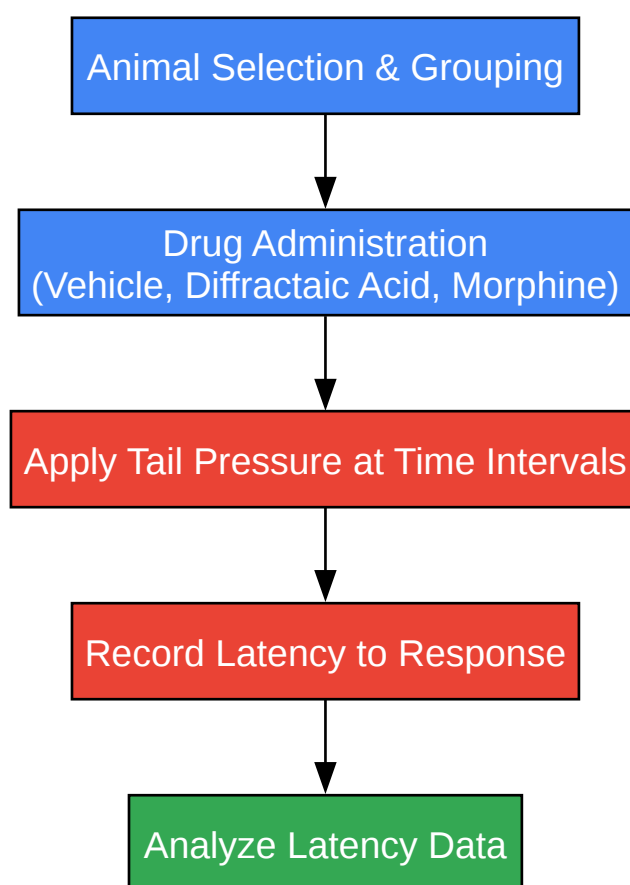 Animal Selection & Grouping
Drug Administration
(Vehicle, Diffractaic Acid, Morphine)
Apply Tail Pressure at Time Intervals
Record Latency to Response
Analyze Latency Data